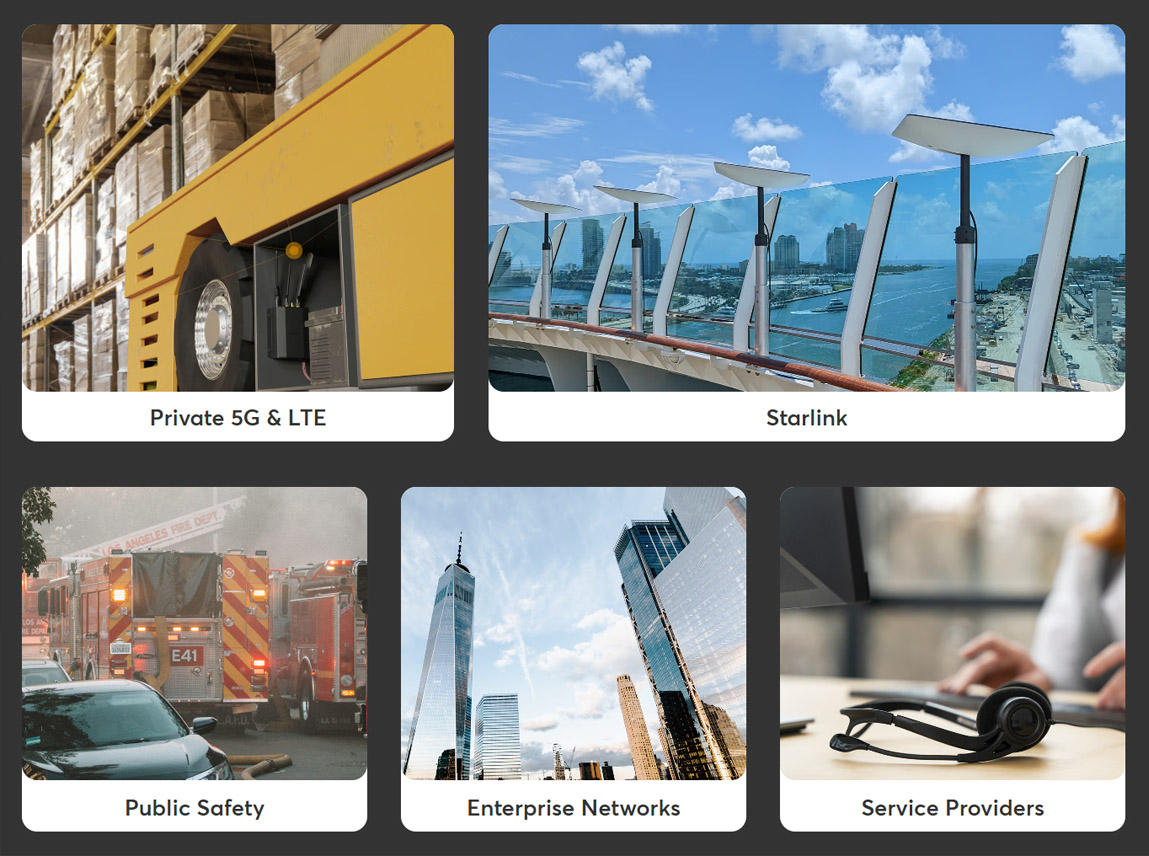 Private 5G & LTE
Starlink
LOS ANGELES FIRE DEPT.
E41
Public Safety
Enterprise Networks
Service Providers